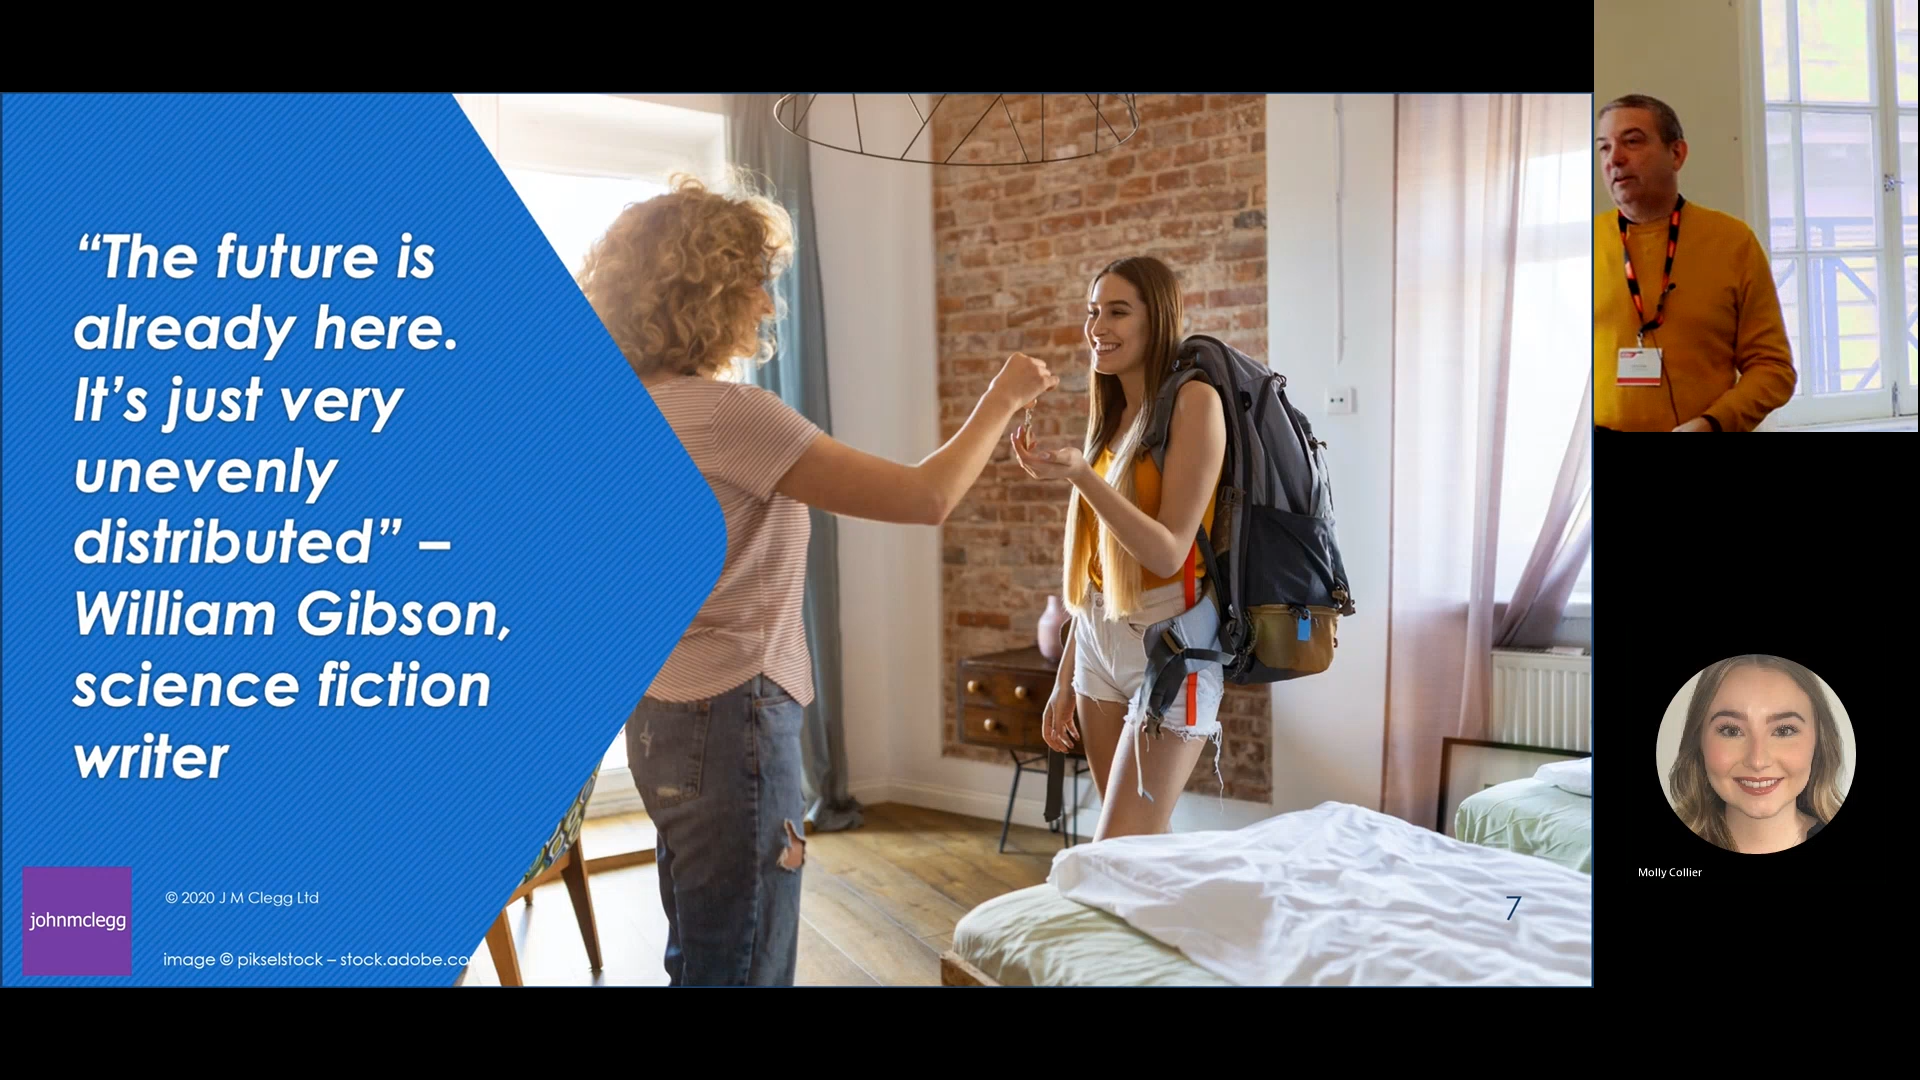 “The future is
already here.
It’s just very
unevenly
distributed” –
William Gibson,
science fiction
writer
johnmclegg
© 2020 J M Clegg Ltd
image © pikselstock – stock.adobe.com
7
Molly Collier